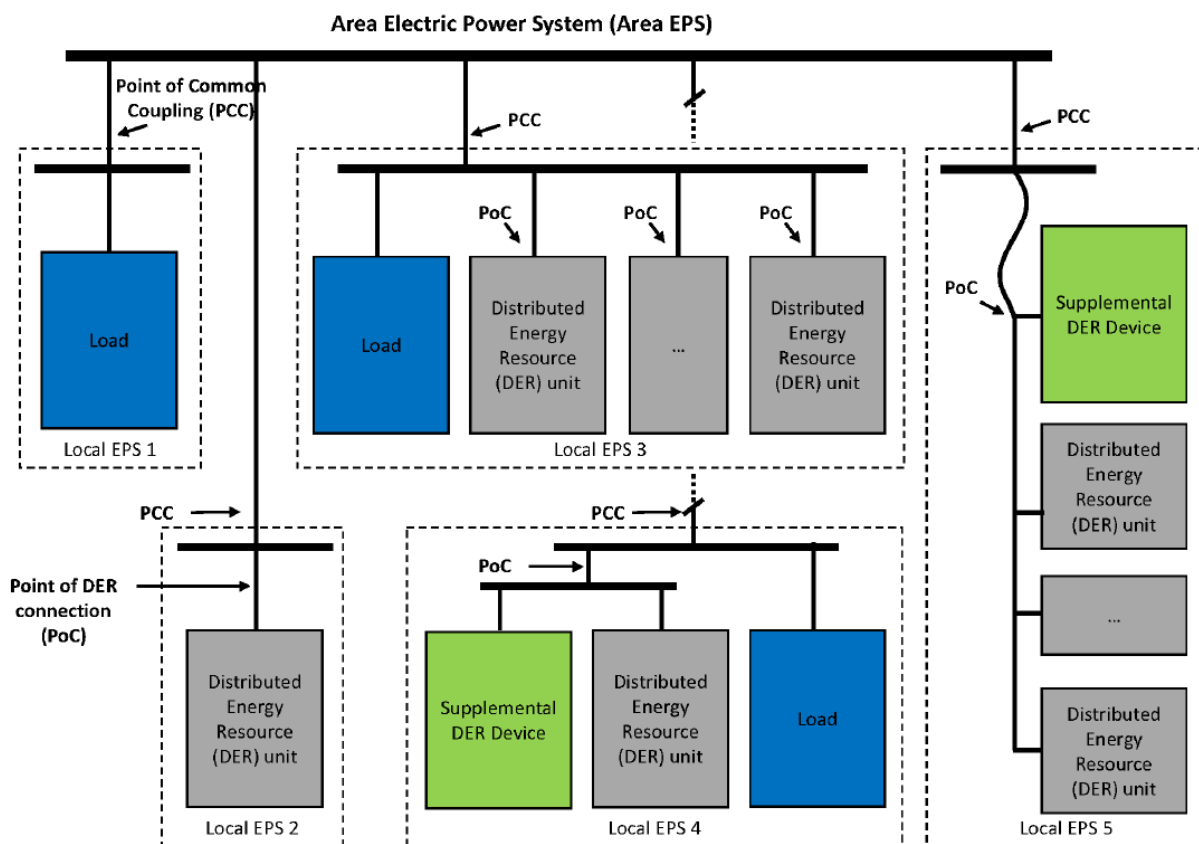 Area Electric Power System (Area EPS)
Point of Common
Coupling (PCC)
PCC
PCC
PoC
PoC
PoC
Load
Load
Distributed
Energy
Resource
(DER) unit
...
Distributed
Energy
Resource
(DER) unit
Local EPS 1
Local EPS 3
PoC
Supplemental
DER Device
Distributed
Energy
Resource
(DER) unit
...
Distributed
Energy
Resource
(DER) unit
Local EPS 5
PCC
Point of DER
connection
(PoC)
Distributed
Energy
Resource
(DER) unit
Local EPS 2
PCC
PoC
Supplemental
DER Device
Distributed
Energy
Resource
(DER) unit
Load
Local EPS 4